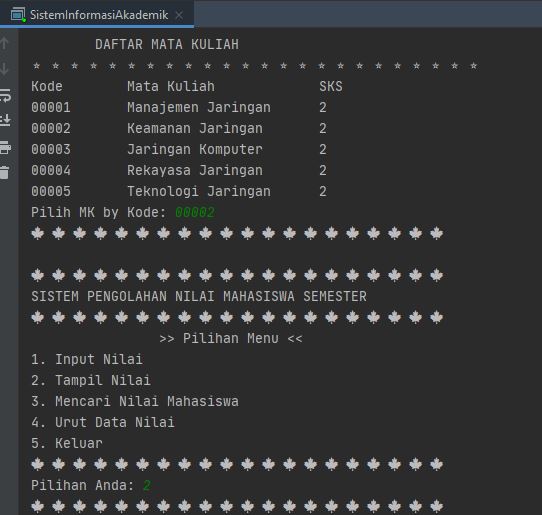 SistemInformasiAkademik ×
DAFTAR MATA KULIAH
* * * * * * * * * * * * * * * * * * * * * * *
Kode Mata Kuliah SKS
00001 Manajemen Jaringan 2
00002 Keamanan Jaringan 2
00003 Jaringan Komputer 2
00004 Rekayasa Jaringan 2
00005 Teknologi Jaringan 2
Pilih MK by Kode: 00002
🍁 🍁 🍁 🍁 🍁 🍁 🍁 🍁 🍁 🍁 🍁 🍁 🍁 🍁 🍁 🍁 🍁 🍁 🍁 🍁
🍁 🍁 🍁 🍁 🍁 🍁 🍁 🍁 🍁 🍁 🍁 🍁 🍁 🍁 🍁 🍁 🍁 🍁 🍁 🍁
SISTEM PENGOLAHAN NILAI MAHASISWA SEMESTER
🍁 🍁 🍁 🍁 🍁 🍁 🍁 🍁 🍁 🍁 🍁 🍁 🍁 🍁 🍁 🍁 🍁 🍁 🍁 🍁
>> Pilihan Menu <<
1. Input Nilai
2. Tampil Nilai
3. Mencari Nilai Mahasiswa
4. Urut Data Nilai
5. Keluar
🍁 🍁 🍁 🍁 🍁 🍁 🍁 🍁 🍁 🍁 🍁 🍁 🍁 🍁 🍁 🍁 🍁 🍁 🍁 🍁
Pilihan Anda: 2
🍁 🍁 🍁 🍁 🍁 🍁 🍁 🍁 🍁 🍁 🍁 🍁 🍁 🍁 🍁 🍁 🍁 🍁 🍁 🍁